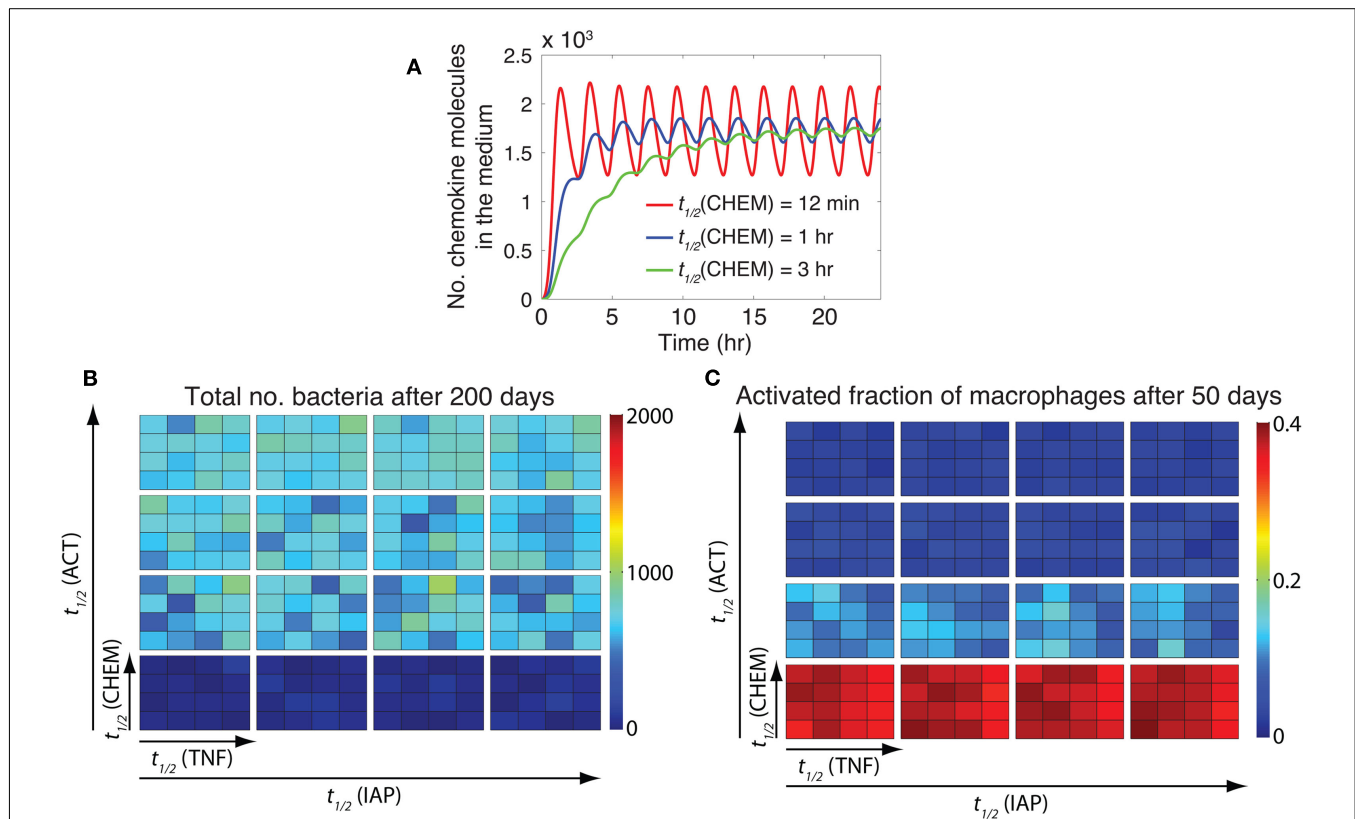 A
x 10³
No. chemokine molecules
in the medium
2.5
2
1.5
1
0.5
0
0 5 10 15 20
Time (hr)
t1/2(CHEM) = 12 min
t1/2(CHEM) = 1 hr
t1/2(CHEM) = 3 hr
B
Total no. bacteria after 200 days
2000
1000
0
t1/2 (ACT)
t1/2 (CHEM)
t1/2 (TNF)
t1/2 (IAP)
C
Activated fraction of macrophages after 50 days
0.4
0.2
0
t1/2 (ACT)
t1/2 (CHEM)
t1/2 (TNF)
t1/2 (IAP)